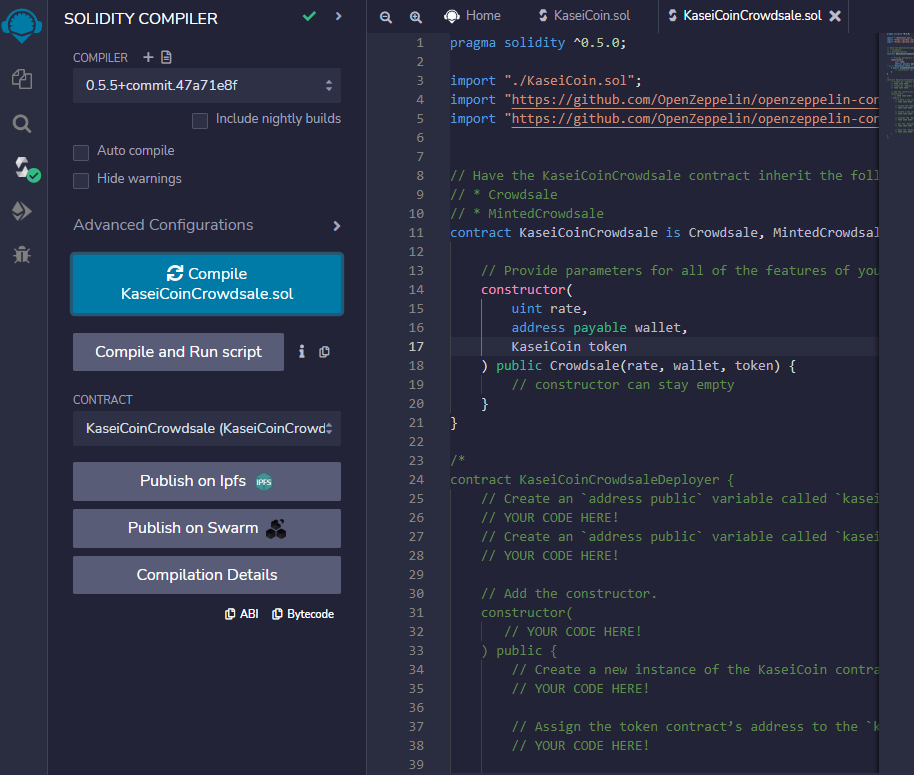 SOLIDITY COMPILER
COMPILER
0.5.5+commit.47a71e8f
Include nightly builds
Auto compile
Hide warnings
Advanced Configurations
Compile
KaseiCoinCrowdsale.sol
Compile and Run script
CONTRACT
KaseiCoinCrowdsale (KaseiCoinCrowd
Publish on Ipfs IPFS
Publish on Swarm
Compilation Details
ABI Bytecode
Home KaseiCoin.sol KaseiCoinCrowdsale.sol
1 pragma solidity ^0.5.0;
2
3 import "./KaseiCoin.sol";
4 import "https://github.com/OpenZeppelin/openzeppelin-con
5 import "https://github.com/OpenZeppelin/openzeppelin-con
6
7
8 // Have the KaseiCoinCrowdsale contract inherit the foll
9 // * Crowdsale
10 // * MintedCrowdsale
11 contract KaseiCoinCrowdsale is Crowdsale, MintedCrowdsal
12
13 // Provide parameters for all of the features of you
14 constructor(
15 uint rate,
16 address payable wallet,
17 KaseiCoin token
18 ) public Crowdsale(rate, wallet, token) {
19 // constructor can stay empty
20 }
21 }
22
23 /*
24 contract KaseiCoinCrowdsaleDeployer {
25 // Create an `address public` variable called `kasei
26 // YOUR CODE HERE!
27 // Create an `address public` variable called `kasei
28 // YOUR CODE HERE!
29
30 // Add the constructor.
31 constructor(
32 // YOUR CODE HERE!
33 ) public {
34 // Create a new instance of the KaseiCoin contra
35 // YOUR CODE HERE!
36
37 // Assign the token contract’s address to the `k
38 // YOUR CODE HERE!
39